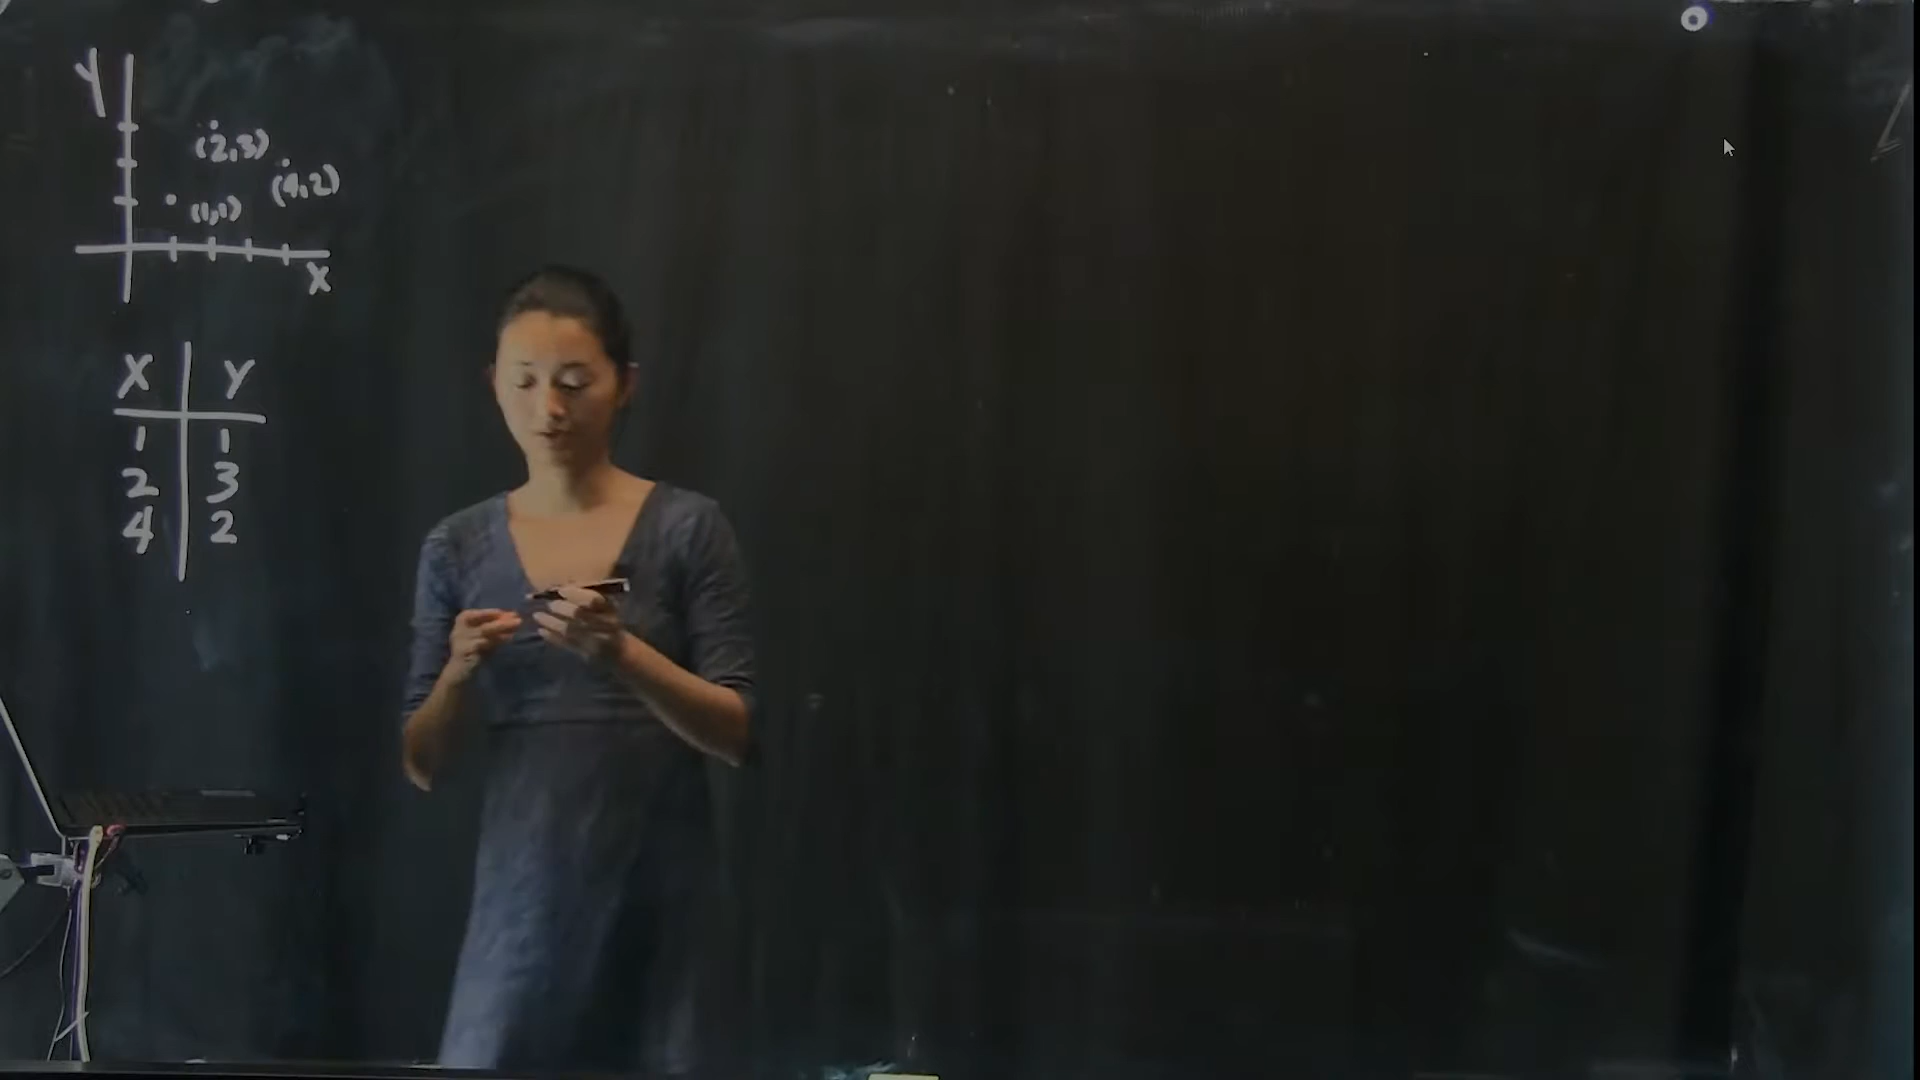 Y
(2,3)
(4,2)
(1,1)
X
X Y
1 1
2 3
4 2